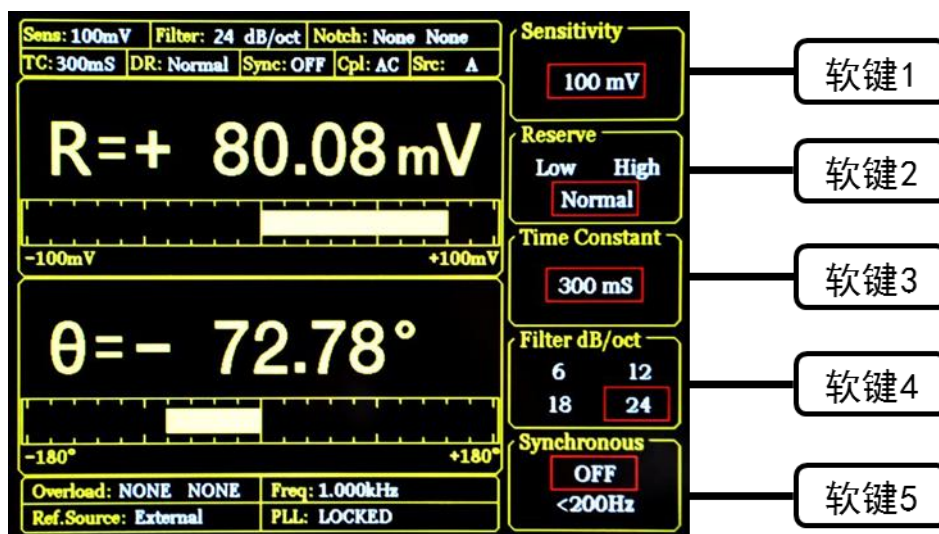 Sens: 100mV Filter: 24 dB/oct Notch: None None
TC: 300mS DR: Normal Sync: OFF Cpl: AC Src: A
R=+ 80.08 mV
-100mV +100mV
θ=- 72.78°
-180° +180°
Overload: NONE NONE Freq: 1.000kHz
Ref.Source: External PLL: LOCKED
Sensitivity
100 mV
Reserve
Low High
Normal
Time Constant
300 mS
Filter dB/oct
6 12
18 24
Synchronous
OFF
<200Hz
软键1
软键2
软键3
软键4
软键5